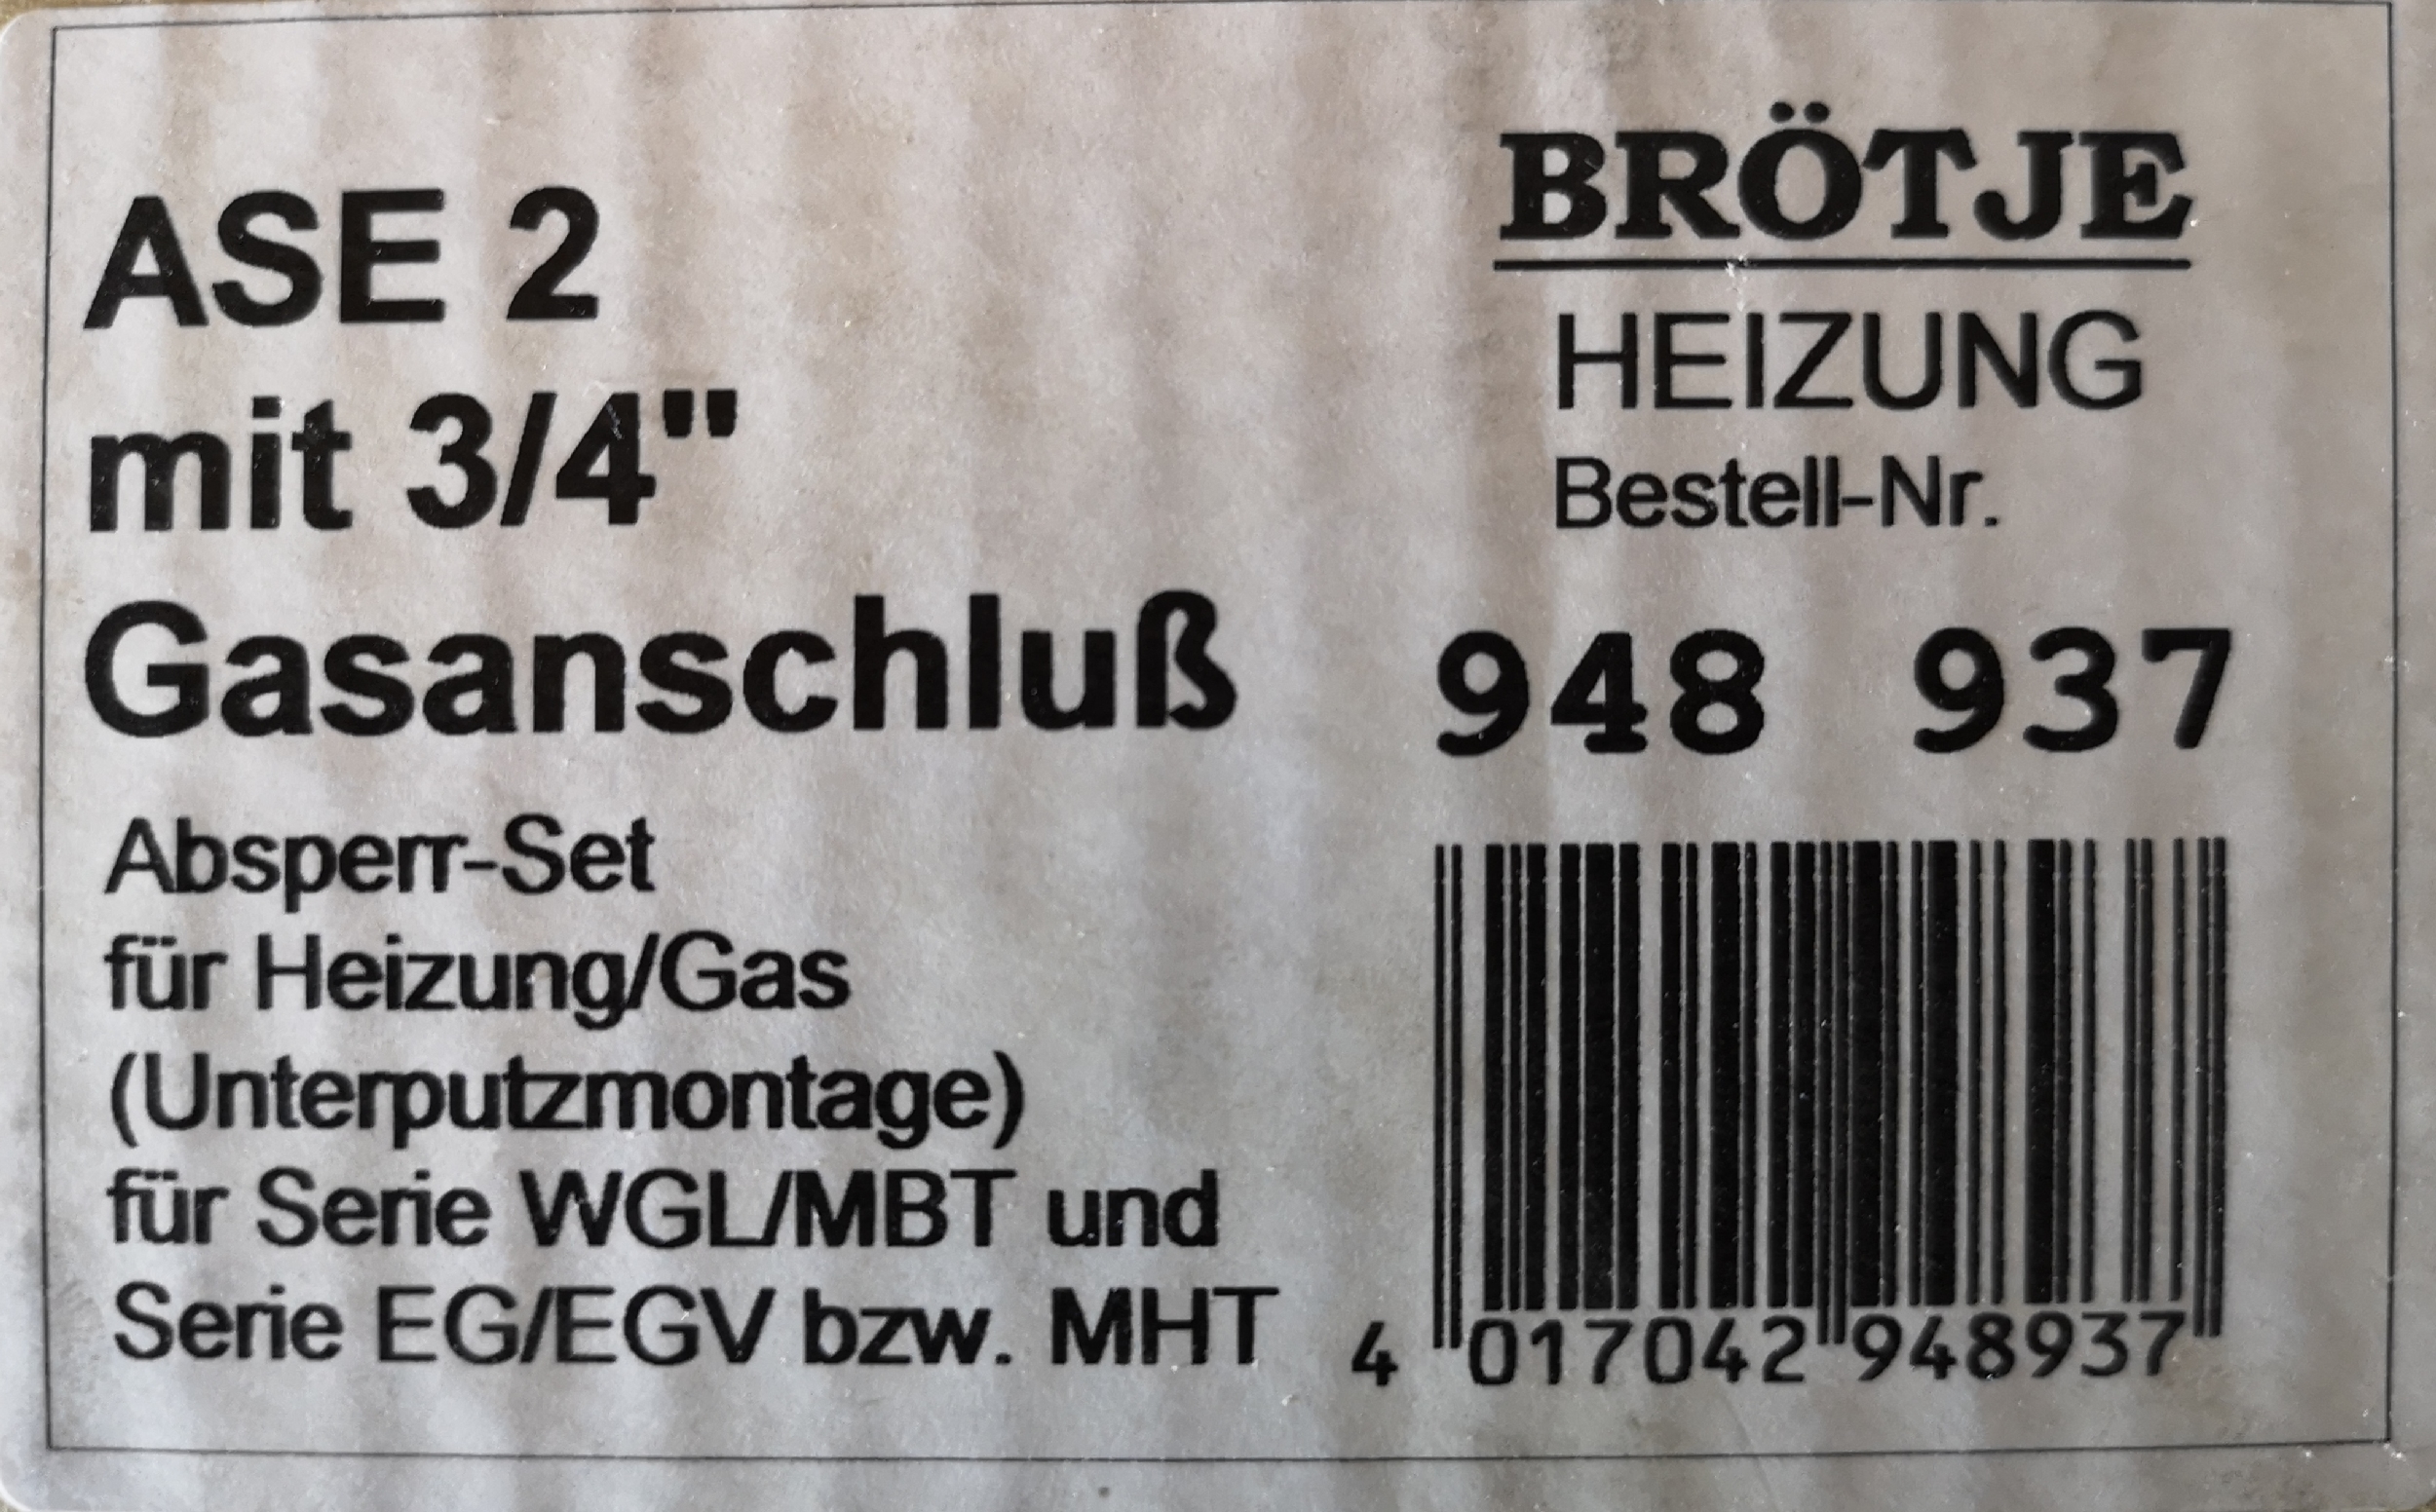 ASE 2
mit 3/4"
Gasanschluß
Absperr-Set
für Heizung/Gas
(Unterputzmontage)
für Serie WGL/MBT und
Serie EG/EGV bzw. MHT
BRÖTJE
HEIZUNG
Bestell-Nr.
948 937
4 017042 948937